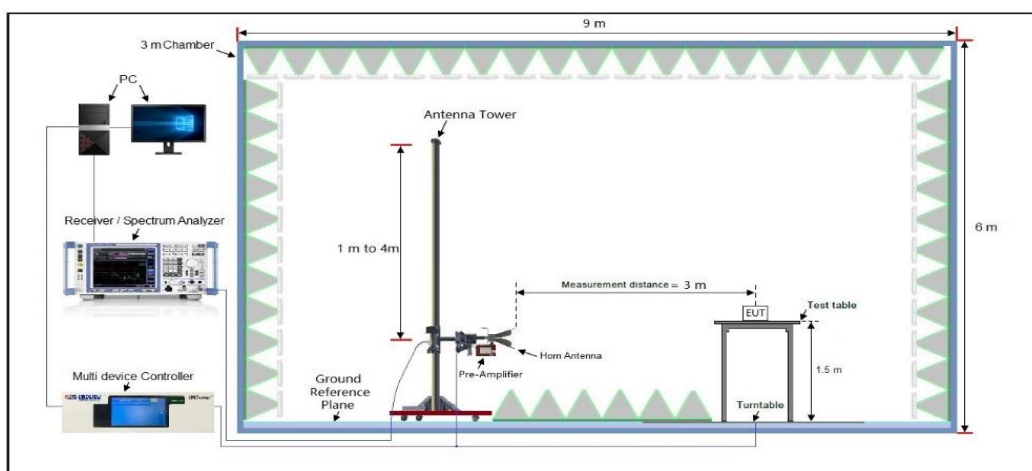 9 m
3 m Chamber
PC
Antenna Tower
Receiver / Spectrum Analyzer
1 m to 4m
6 m
Measurement distance = 3 m
Test table
EUT
Horn Antenna
Pre-Amplifier
1.5 m
Multi device Controller
Ground
Reference
Plane
Turntable